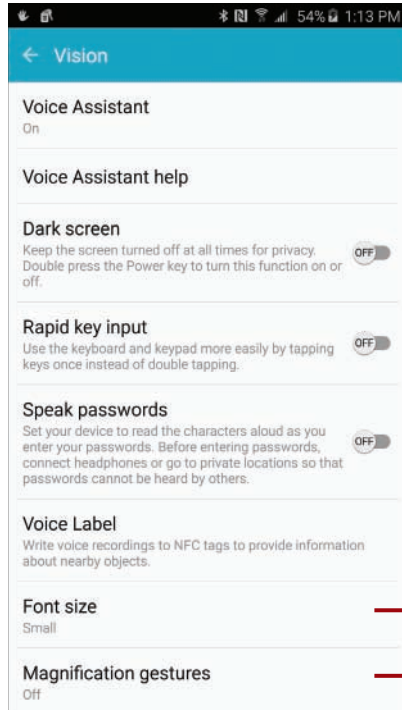 54% 1:13 PM
Vision
Voice Assistant
On
Voice Assistant help
Dark screen
Keep the screen turned off at all times for privacy.
Double press the Power key to turn this function on or
off.
OFF
Rapid key input
Use the keyboard and keypad more easily by tapping
keys once instead of double tapping.
OFF
Speak passwords
Set your device to read the characters aloud as you
enter your passwords. Before entering passwords,
connect headphones or go to private locations so that
passwords cannot be heard by others.
OFF
Voice Label
Write voice recordings to NFC tags to provide information
about nearby objects.
Font size
Small
Magnification gestures
Off